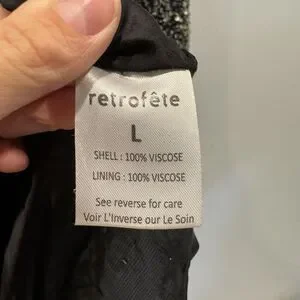 retrofête
L
SHELL : 100% VISCOSE
LINING : 100% VISCOSE
See reverse for care
Voir L'Inverse our Le Soin